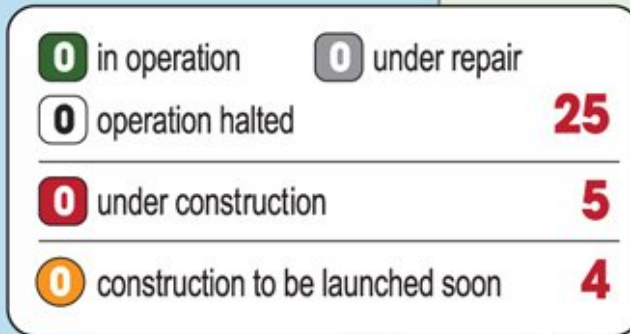 0 in operation 0 under repair
0 operation halted 25
0 under construction 5
0 construction to be launched soon 4